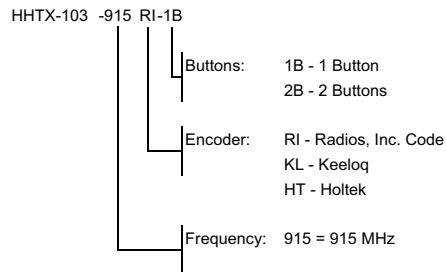 HHTX-103 -915 RI-1B
Buttons: 1B - 1 Button
2B - 2 Buttons
Encoder: RI - Radios, Inc. Code
KL - Keeloq
HT - Holtek
Frequency: 915 = 915 MHz